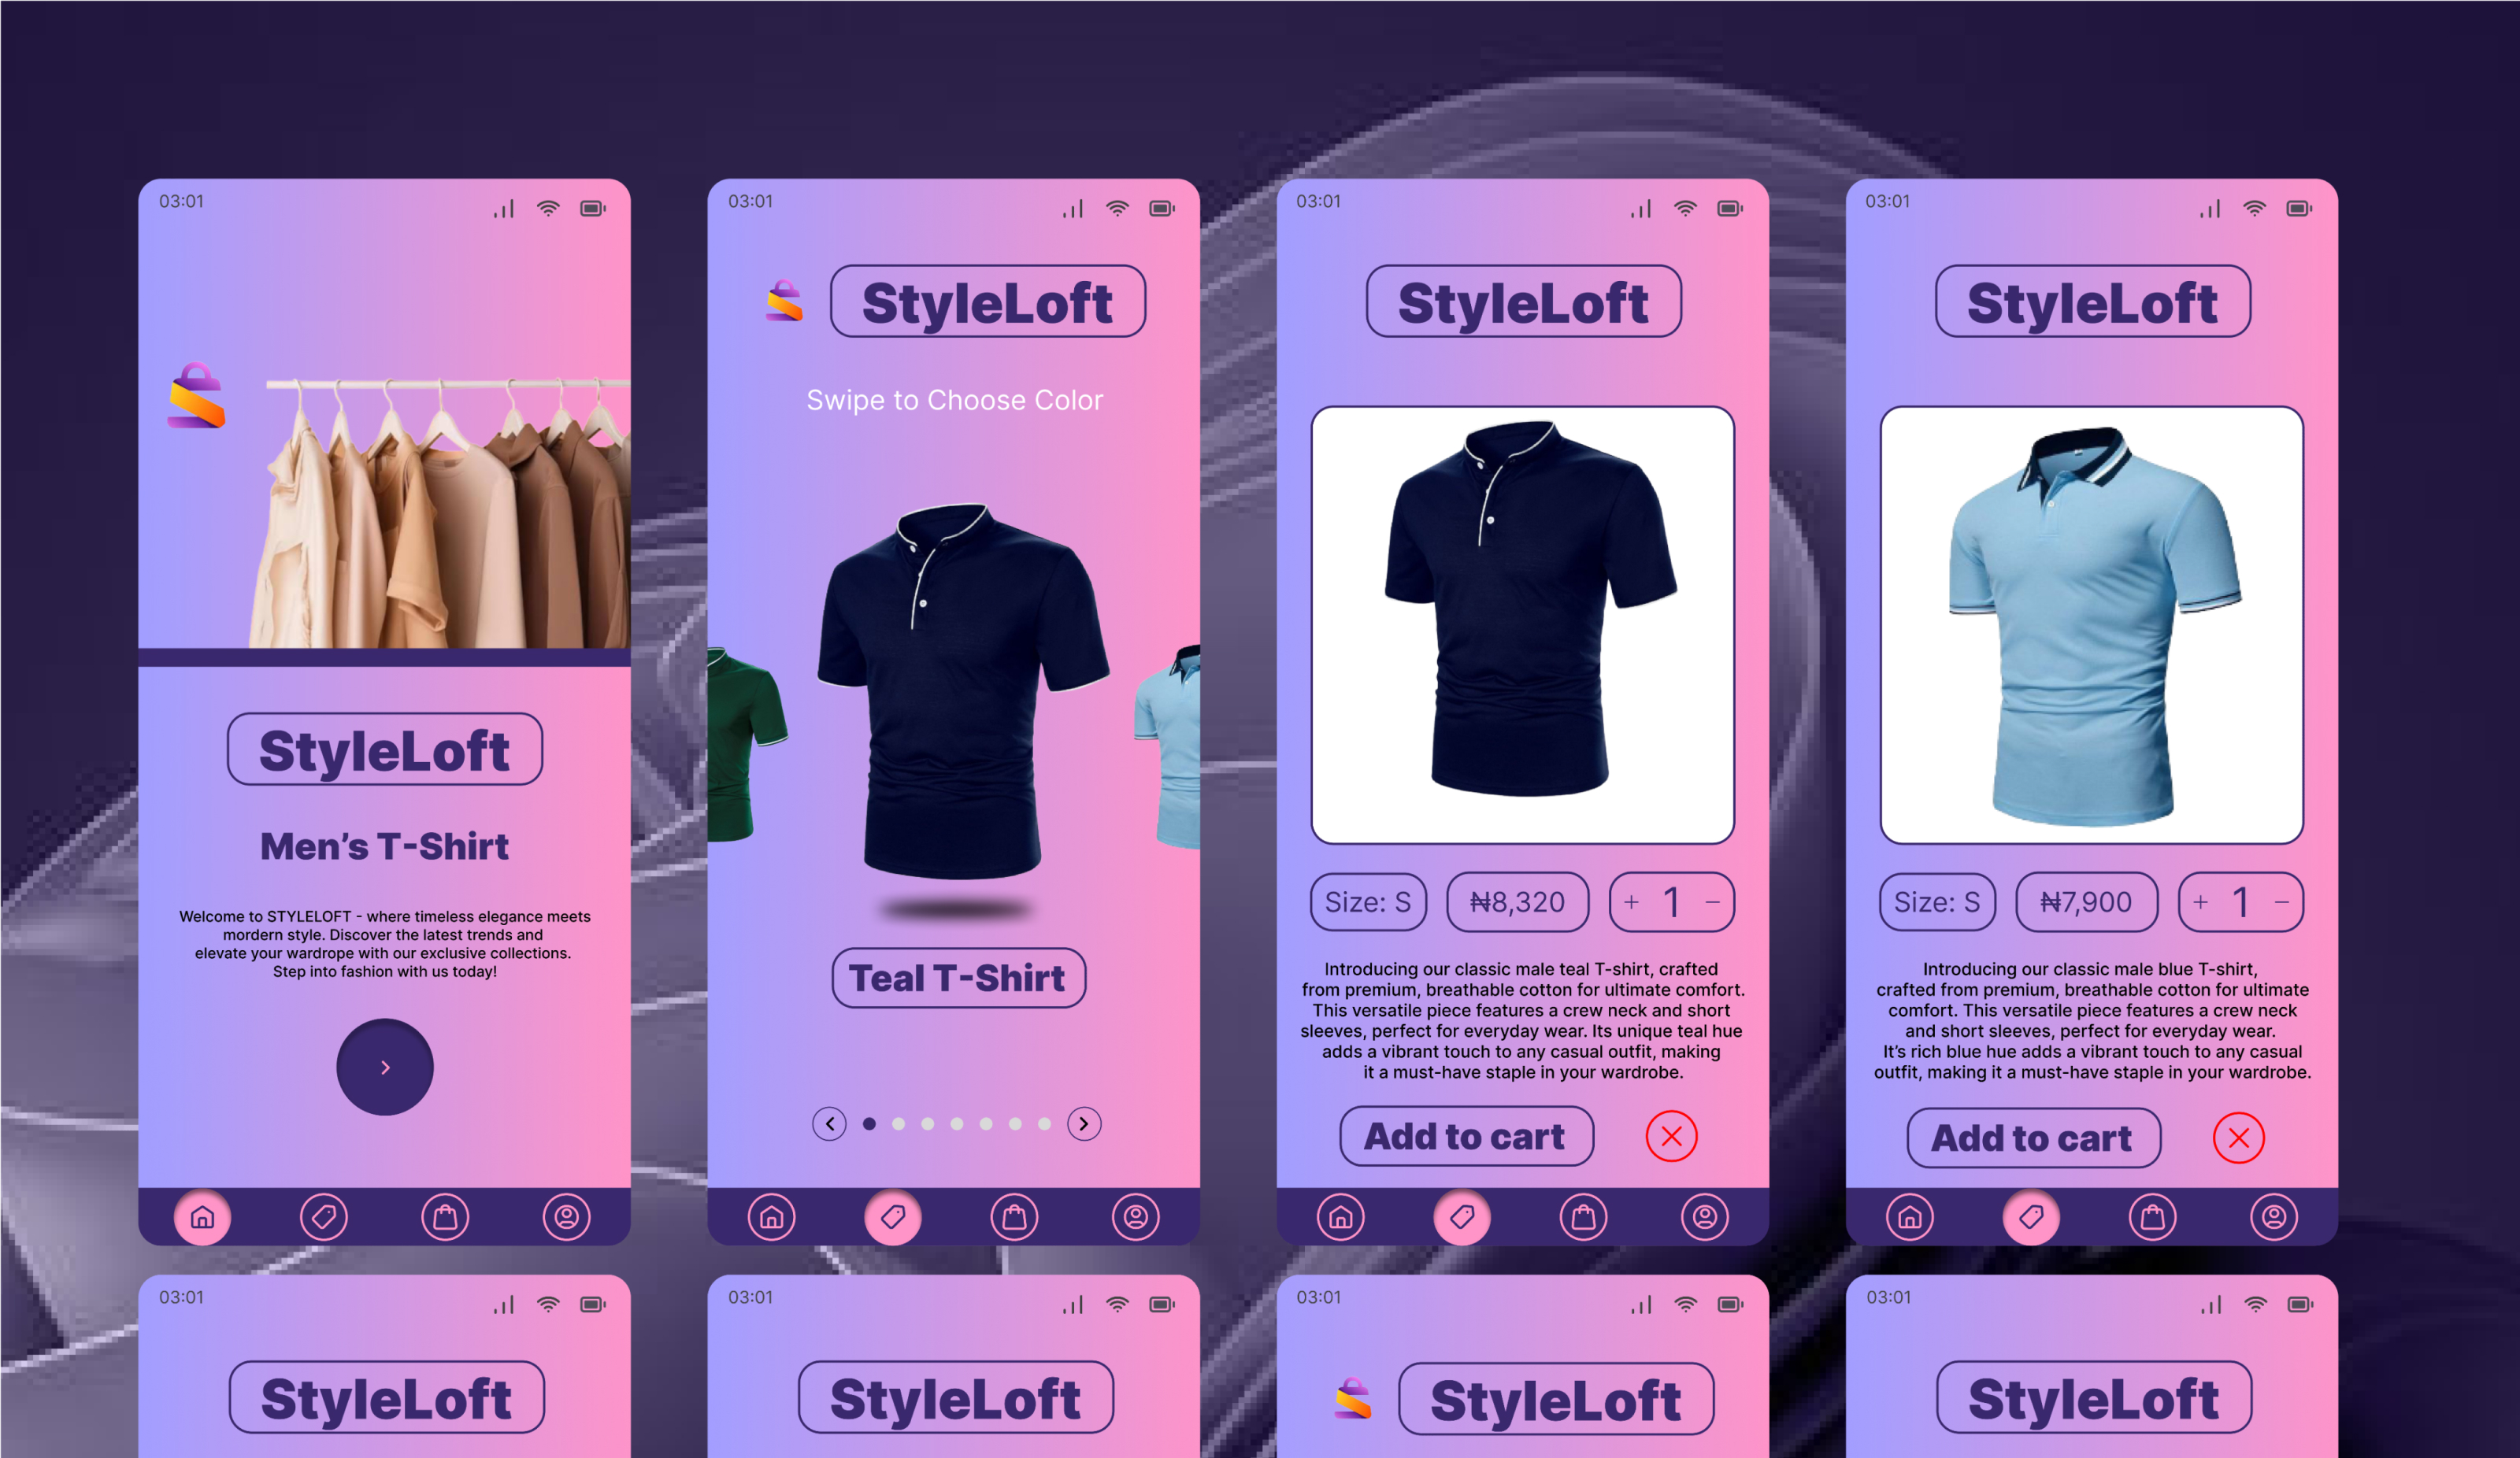 03:01
StyleLoft
Men’s T-Shirt
Welcome to STYLELOFT - where timeless elegance meets
mordern style. Discover the latest trends and
elevate your wardrope with our exclusive collections.
Step into fashion with us today!
03:01
StyleLoft
Swipe to Choose Color
Teal T-Shirt
03:01
StyleLoft
Size: S
₦8,320
+ 1 −
Introducing our classic male teal T-shirt, crafted
from premium, breathable cotton for ultimate comfort.
This versatile piece features a crew neck and short
sleeves, perfect for everyday wear. Its unique teal hue
adds a vibrant touch to any casual outfit, making
it a must-have staple in your wardrobe.
Add to cart
03:01
StyleLoft
Size: S
₦7,900
+ 1 −
Introducing our classic male blue T-shirt,
crafted from premium, breathable cotton for ultimate
comfort. This versatile piece features a crew neck
and short sleeves, perfect for everyday wear.
It’s rich blue hue adds a vibrant touch to any casual
outfit, making it a must-have staple in your wardrobe.
Add to cart
03:01
StyleLoft
03:01
StyleLoft
03:01
StyleLoft
03:01
StyleLoft